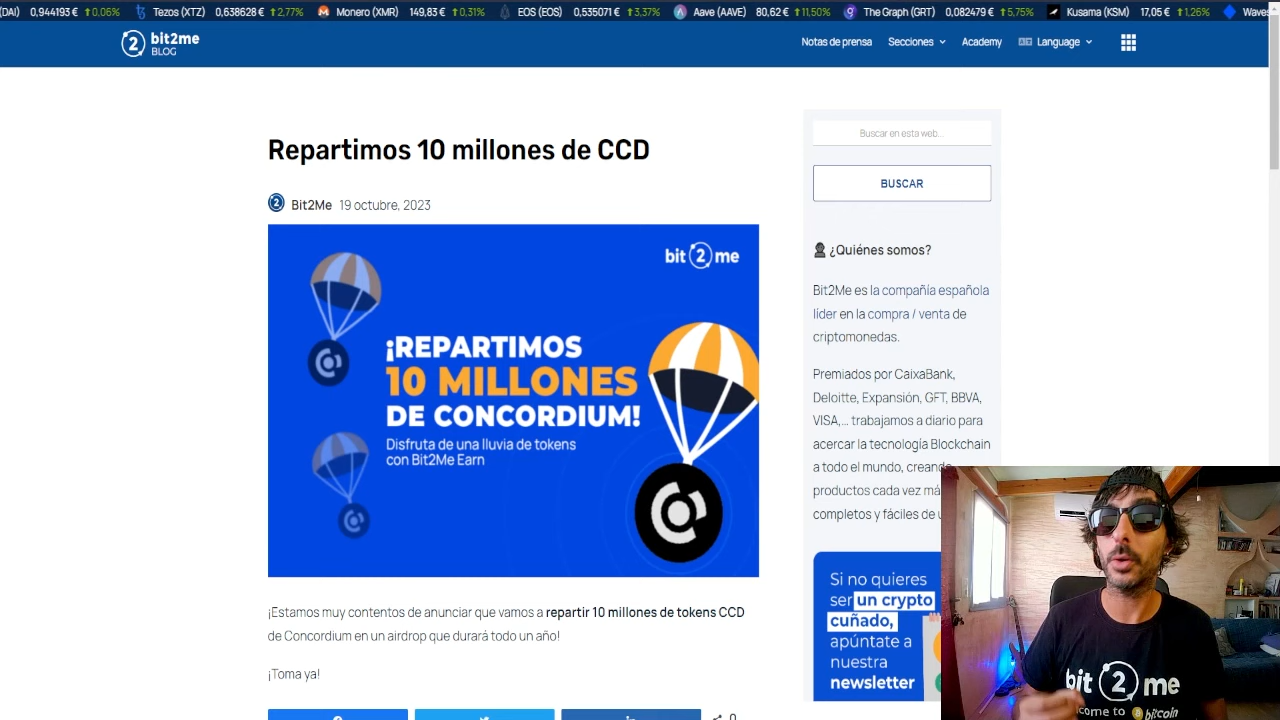 (DAI) 0,944193 € ↑0,06% Tezos (XTZ) 0,638628 € ↑2,77% Monero (XMR) 149,83 € ↑0,31% EOS (EOS) 0,535071 € ↑3,37% Aave (AAVE) 80,62 € ↑11,50% The Graph (GRT) 0,082479 € ↑5,75% Kusama (KSM) 17,05 € ↑1,26% Waves
bit2me
BLOG
Notas de prensa Secciones Academy Language
Repartimos 10 millones de CCD
Bit2Me 19 octubre, 2023
bit2me
¡REPARTIMOS
10 MILLONES
DE CONCORDIUM!
Disfruta de una lluvia de tokens
con Bit2Me Earn
¡Estamos muy contentos de anunciar que vamos a repartir 10 millones de tokens CCD
de Concordium en un airdrop que durará todo un año!
¡Toma ya!
0
Buscar en esta web...
BUSCAR
¿Quiénes somos?
Bit2Me es la compañía española
líder en la compra / venta de
criptomonedas.
Premiados por CaixaBank,
Deloitte, Expansión, GFT, BBVA,
VISA,... trabajamos a diario para
acercar la tecnología Blockchain
a todo el mundo, creand
productos cada vez má
completos y fáciles de u
Si no quieres
ser un crypto
cuñado,
apúntate a
nuestra
newsletter
bit2me
come to bitcoin